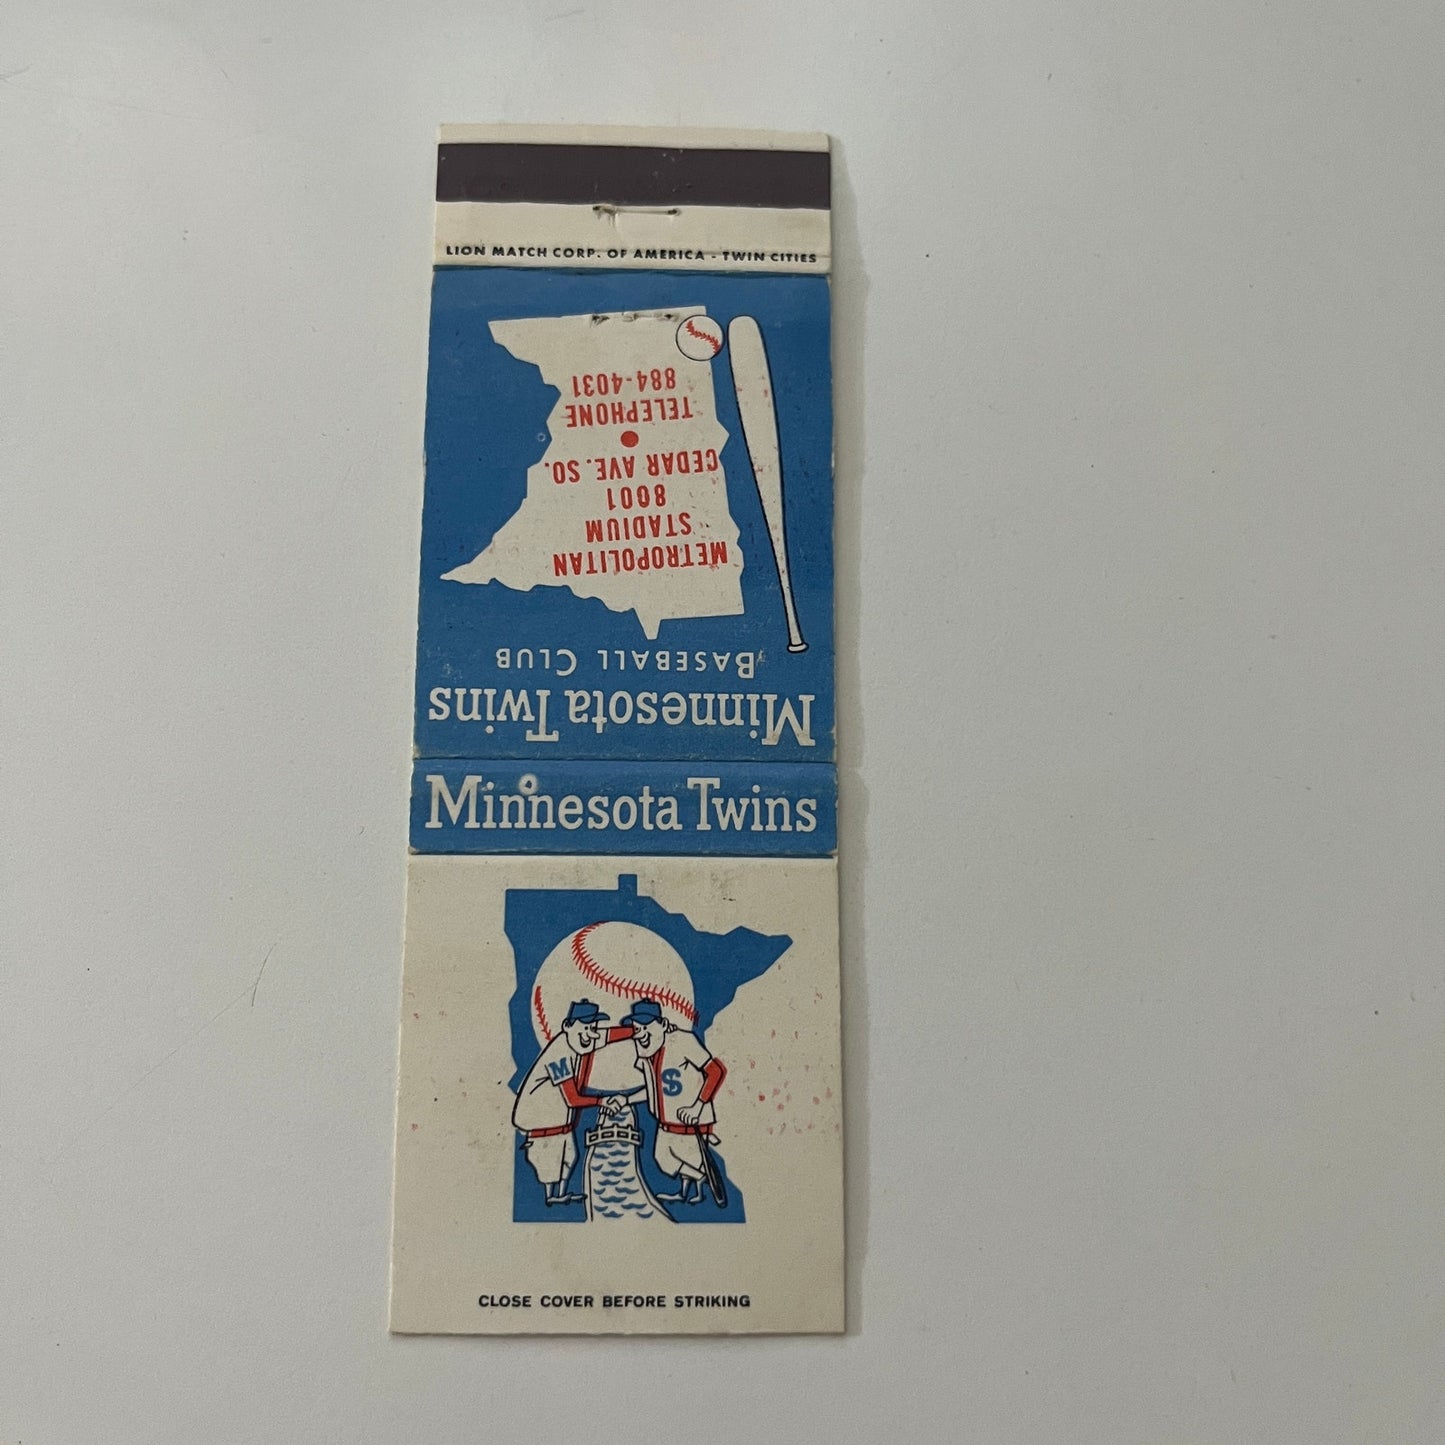 LION MATCH CORP. OF AMERICA - TWIN CITIES
Minnesota Twins
BASEBALL CLUB
METROPOLITAN
STADIUM
8001
CEDAR AVE. SO.
TELEPHONE
884-4031
Minnesota Twins
M
S
CLOSE COVER BEFORE STRIKING